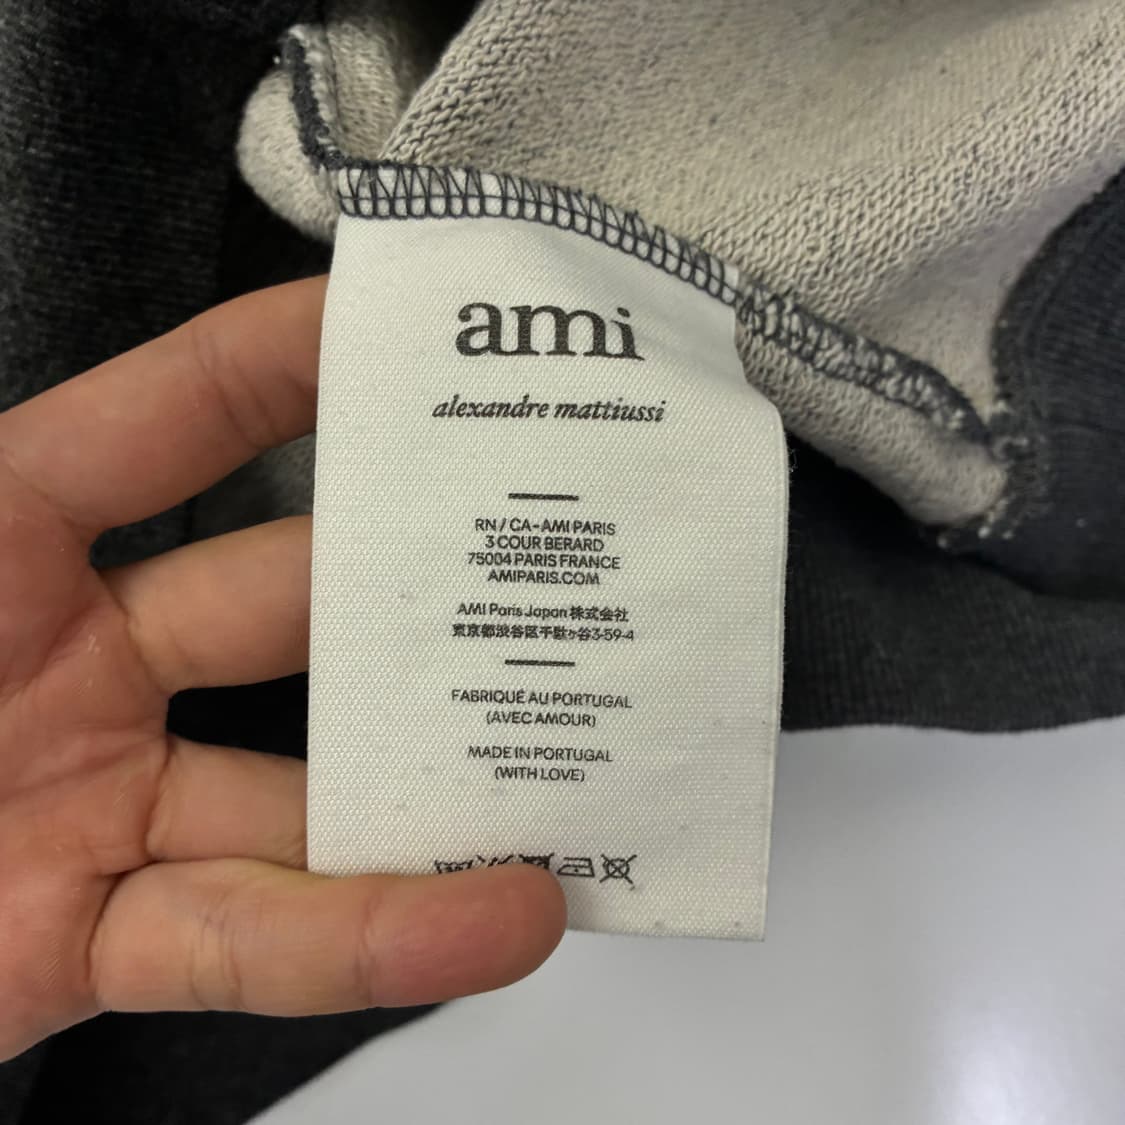 ami
alexandre mattiussi
RN / CA-AMI PARIS
3 COUR BERARD
75004 PARIS FRANCE
AMIPARIS.COM
AMI Paris Japan 株式会社
東京都渋谷区千駄ヶ谷3-59-4
FABRIQUÉ AU PORTUGAL
(AVEC AMOUR)
MADE IN PORTUGAL
(WITH LOVE)